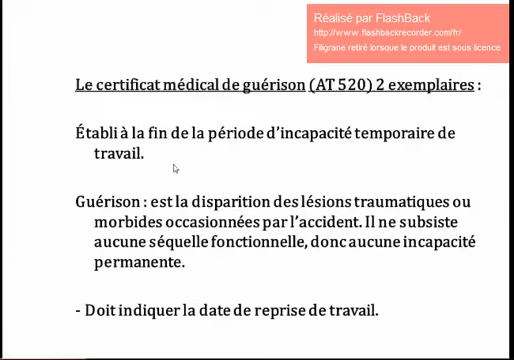 Réalisé par FlashBack
http://www.flashbackrecorder.com/fr/
Filigrane retiré lorsque le produit est sous licence
Le certificat médical de guérison (AT 520) 2 exemplaires :
Établi à la fin de la période d'incapacité temporaire de
travail.
Guérison : est la disparition des lésions traumatiques ou
morbides occasionnées par l'accident. Il ne subsiste
aucune séquelle fonctionnelle, donc aucune incapacité
permanente.
- Doit indiquer la date de reprise de travail.